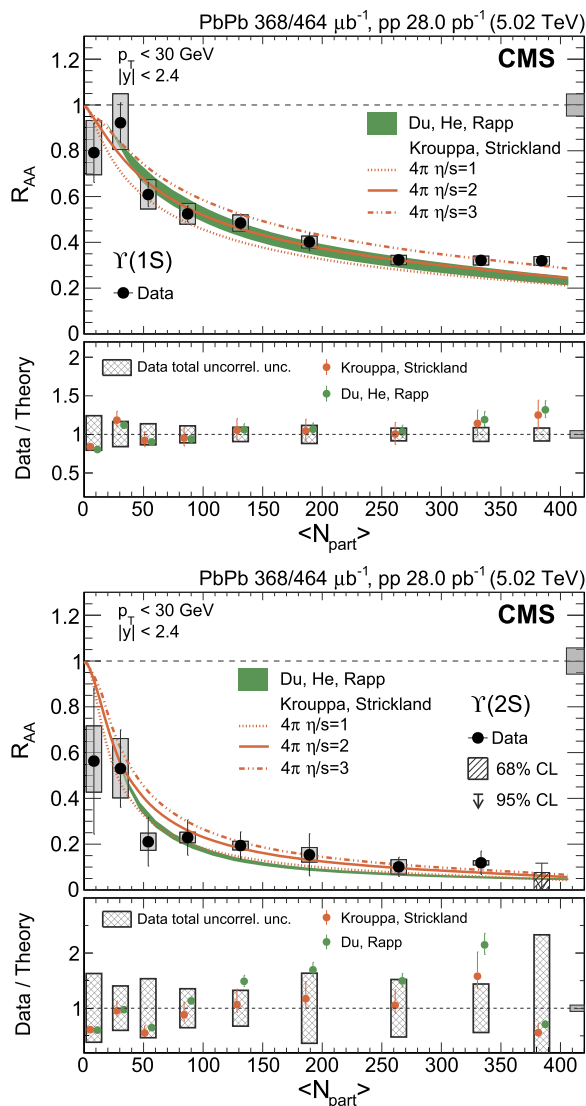 PbPb 368/464 μb⁻¹, pp 28.0 pb⁻¹ (5.02 TeV)
p_T < 30 GeV
|y| < 2.4
CMS
Du, He, Rapp
Krouppa, Strickland
4π η/s=1
4π η/s=2
4π η/s=3
ϒ(1S)
Data
R_AA
1.2
1
0.8
0.6
0.4
0.2
0
Data total uncorrel. unc.
Krouppa, Strickland
Du, He, Rapp
Data / Theory
2
1.5
1
0.5
0 50 100 150 200 250 300 350 400
<N_part>
PbPb 368/464 μb⁻¹, pp 28.0 pb⁻¹ (5.02 TeV)
p_T < 30 GeV
|y| < 2.4
CMS
Du, He, Rapp
Krouppa, Strickland
4π η/s=1
4π η/s=2
4π η/s=3
ϒ(2S)
Data
68% CL
95% CL
R_AA
1.2
1
0.8
0.6
0.4
0.2
0
Data total uncorrel. unc.
Krouppa, Strickland
Du, Rapp
Data / Theory
2
1
0 50 100 150 200 250 300 350 400
<N_part>